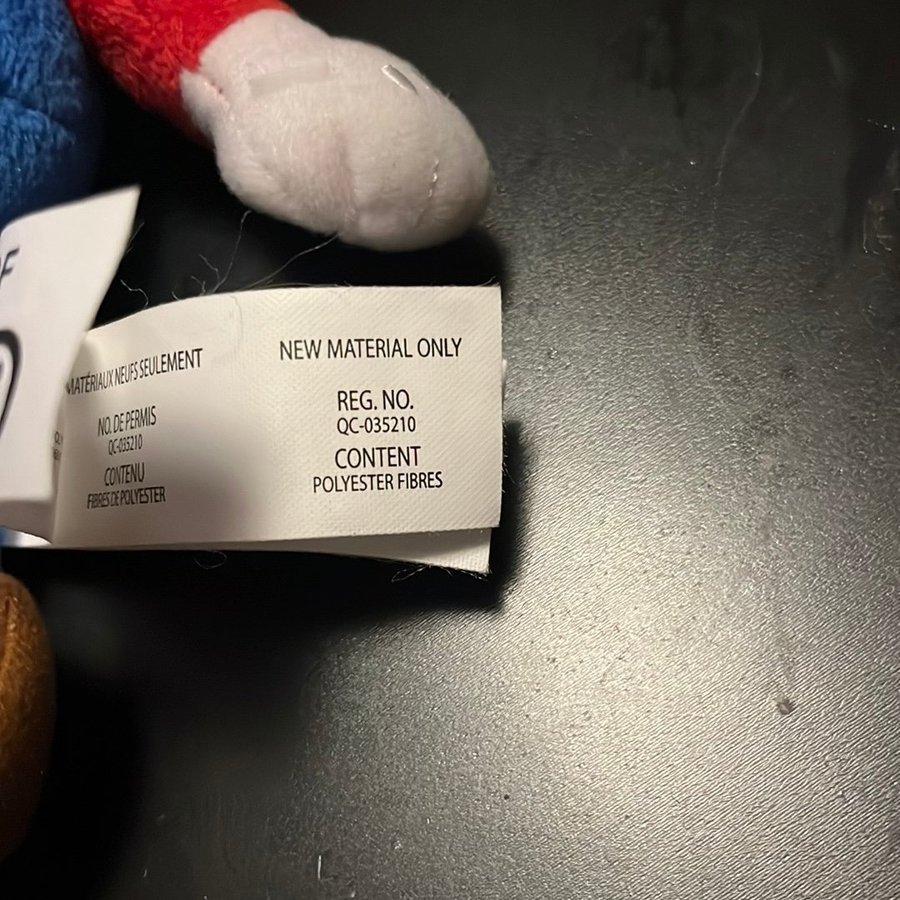 MATÉRIAUX NEUFS SEULEMENT
NO. DE PERMIS
QC-035210
CONTENU
FIBRES DE POLYESTER
NEW MATERIAL ONLY
REG. NO.
QC-035210
CONTENT
POLYESTER FIBRES